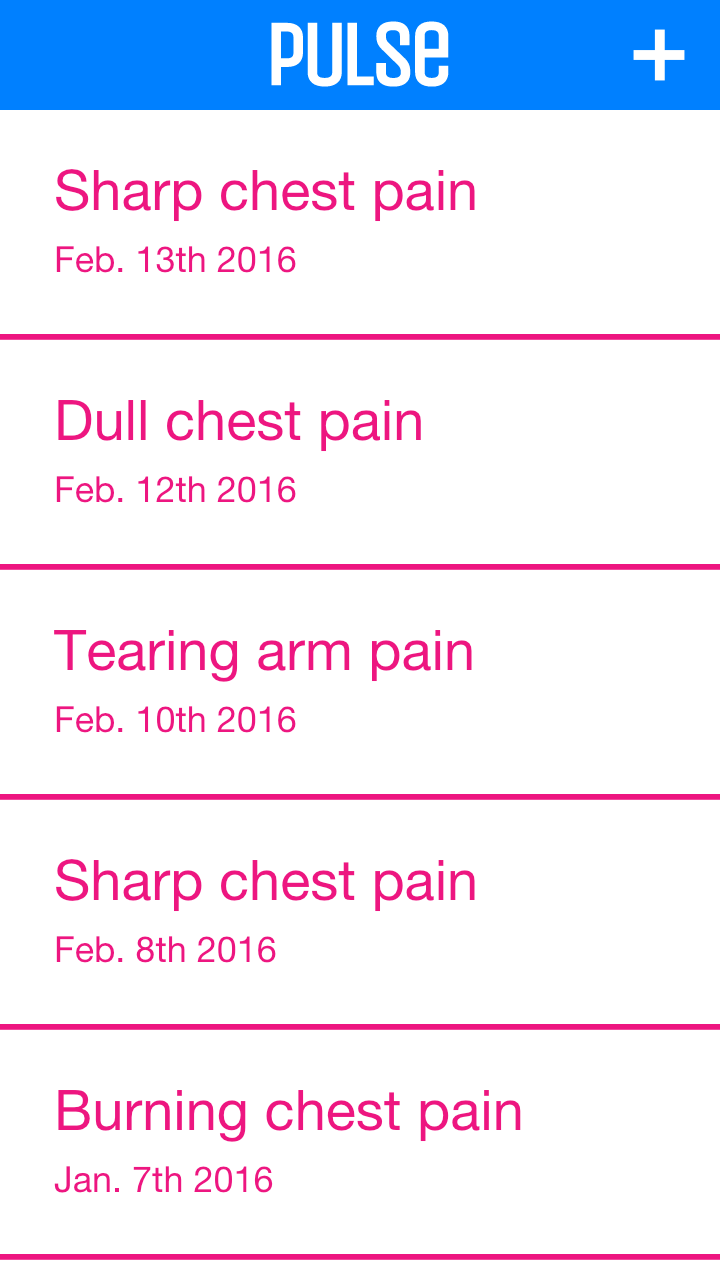 PULSe
+
Sharp chest pain
Feb. 13th 2016
Dull chest pain
Feb. 12th 2016
Tearing arm pain
Feb. 10th 2016
Sharp chest pain
Feb. 8th 2016
Burning chest pain
Jan. 7th 2016